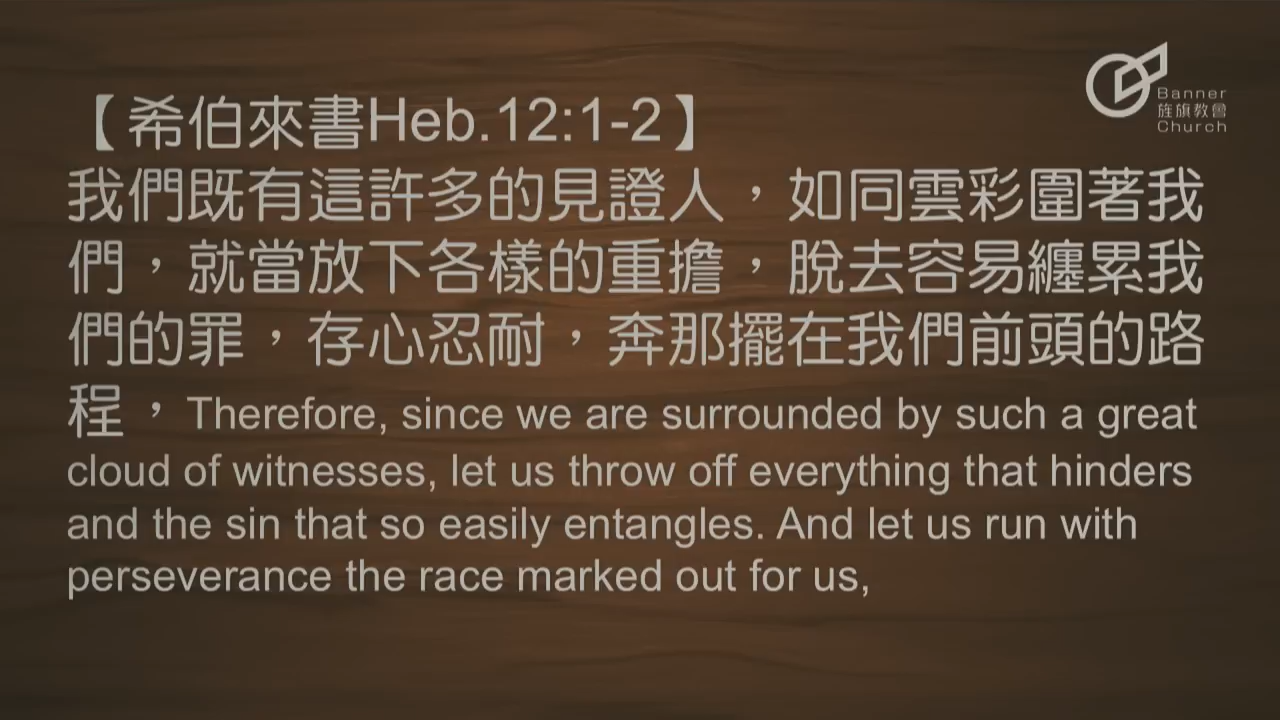 Banner
旌旗教會
Church
【希伯來書Heb.12:1-2】
我們既有這許多的見證人，如同雲彩圍著我
們，就當放下各樣的重擔，脫去容易纏累我
們的罪，存心忍耐，奔那擺在我們前頭的路
程，Therefore, since we are surrounded by such a great
cloud of witnesses, let us throw off everything that hinders
and the sin that so easily entangles. And let us run with
perseverance the race marked out for us,